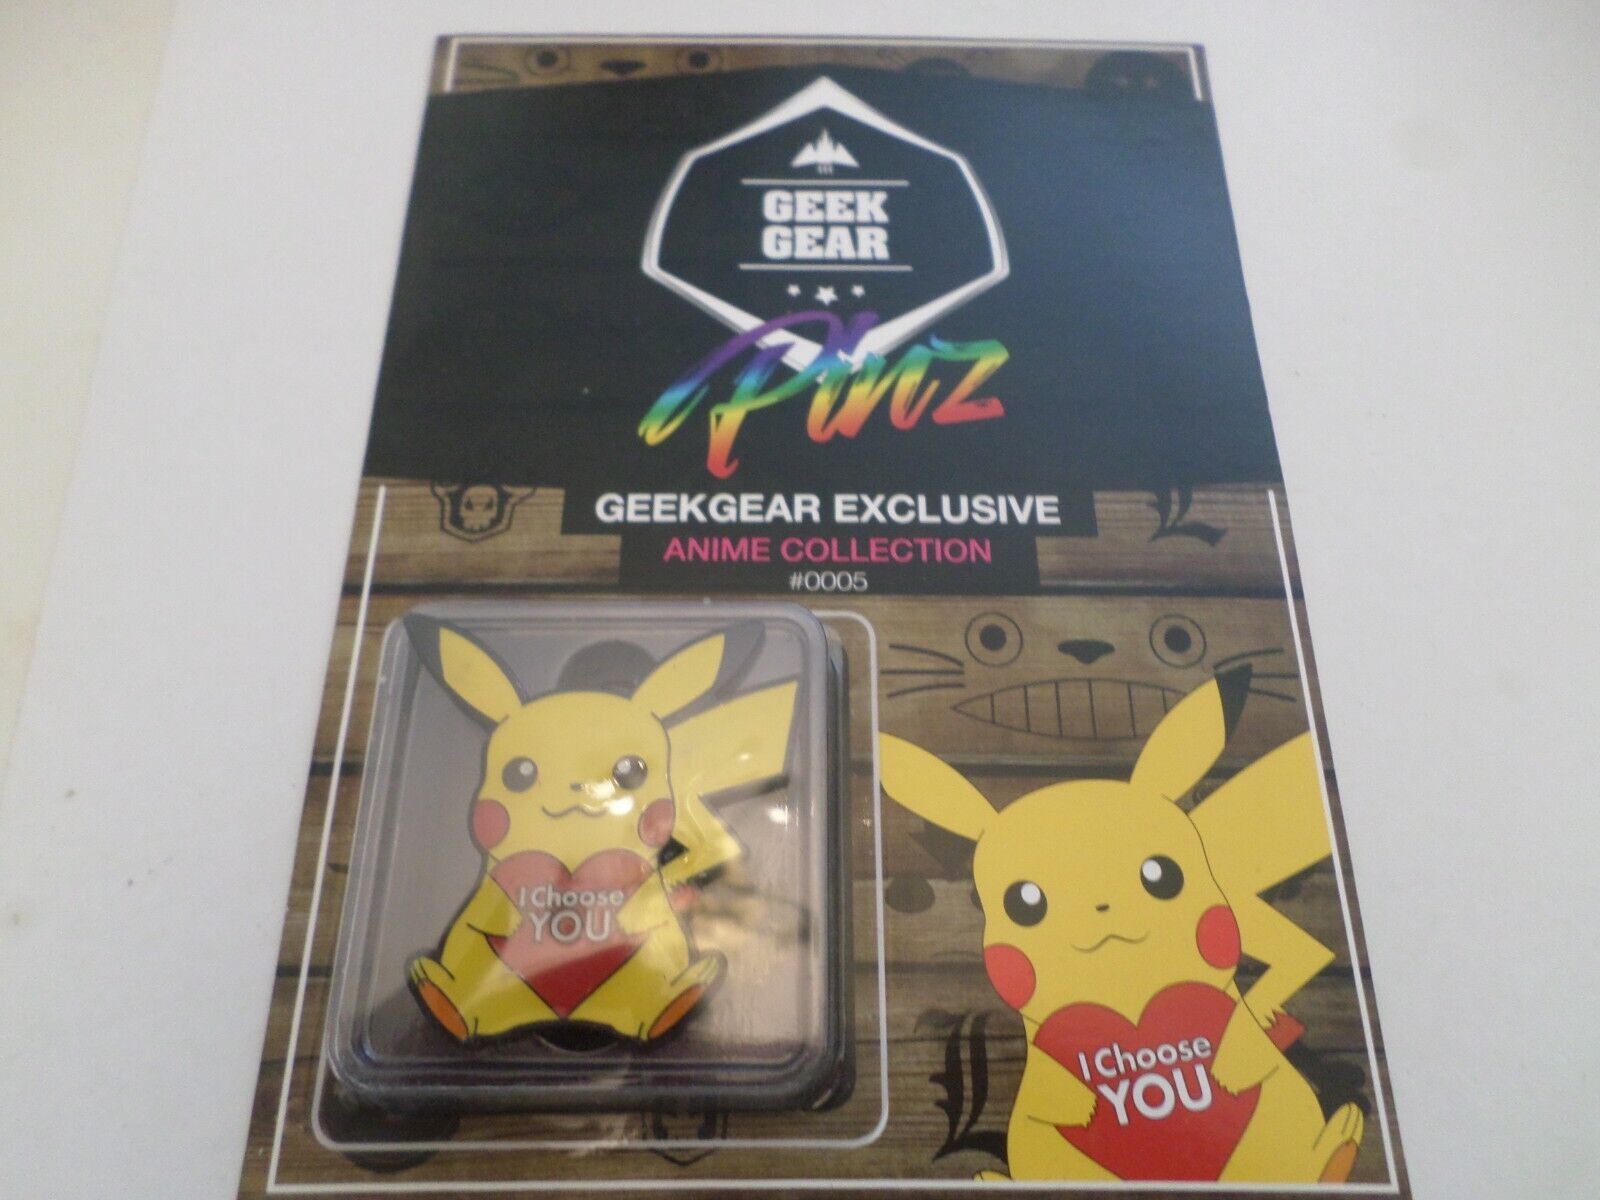 GEEK
GEAR
Pinz
GEEKGEAR EXCLUSIVE
ANIME COLLECTION
#0005
I Choose
YOU
I Choose
YOU
L
L